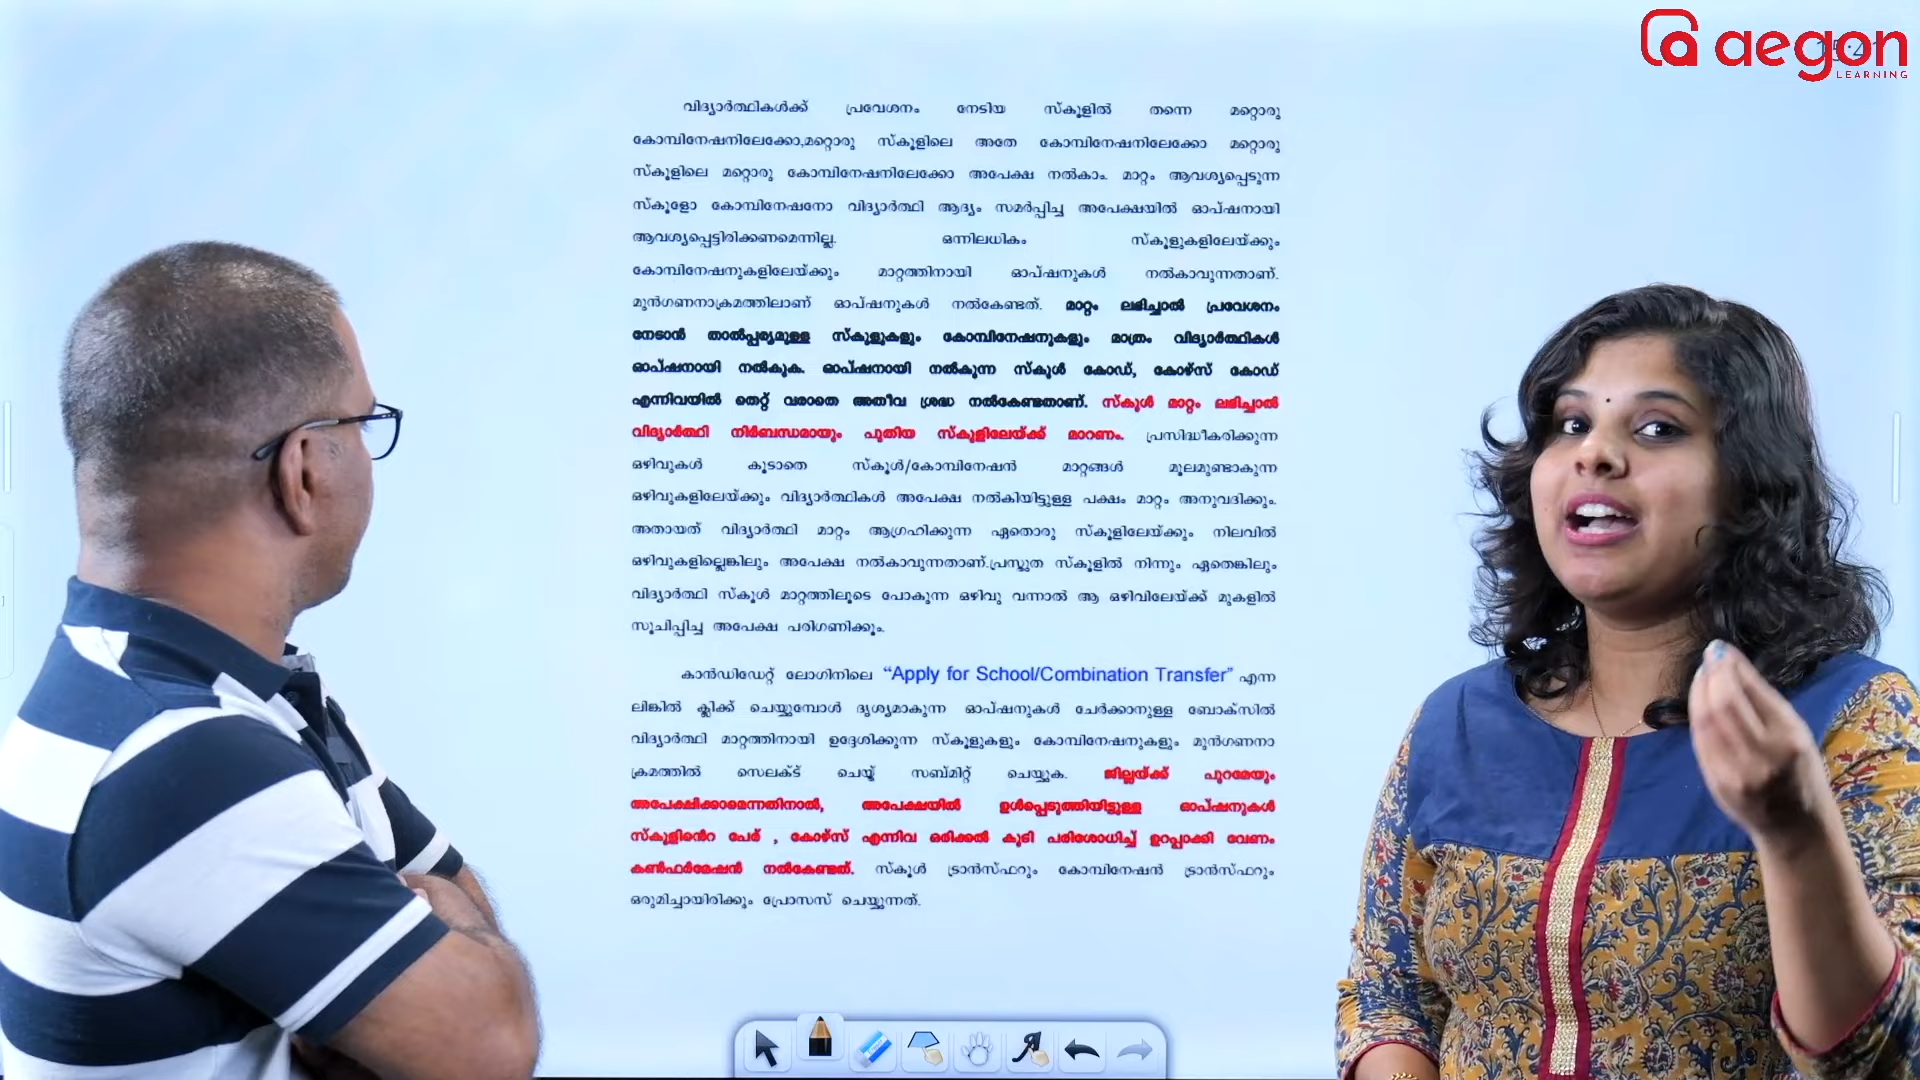 aegon
LEARNING
വിദ്യാർത്ഥികൾക്ക് പ്രവേശനം നേടിയ സ്കൂളിൽ തന്നെ മറ്റൊരു
കോമ്പിനേഷനിലേക്കോ,മറ്റൊരു സ്കൂളിലെ അതേ കോമ്പിനേഷനിലേക്കോ മറ്റൊരു
സ്കൂളിലെ മറ്റൊരു കോമ്പിനേഷനിലേക്കോ അപേക്ഷ നൽകാം. മാറ്റം ആവശ്യപ്പെടുന്ന
സ്കൂളോ കോമ്പിനേഷനോ വിദ്യാർത്ഥി ആദ്യം സമർപ്പിച്ച അപേക്ഷയിൽ ഓപ്ഷനായി
ആവശ്യപ്പെട്ടിരിക്കണമെന്നില്ല. ഒന്നിലധികം സ്കൂളുകളിലേയ്ക്കും
കോമ്പിനേഷനുകളിലേയ്ക്കും മാറ്റത്തിനായി ഓപ്ഷനുകൾ നൽകാവുന്നതാണ്.
മുൻഗണനാക്രമത്തിലാണ് ഓപ്ഷനുകൾ നൽകേണ്ടത്. മാറ്റം ലഭിച്ചാൽ പ്രവേശനം
നേടാൻ താൽപ്പര്യമുള്ള സ്കുളുകളും കോമ്പിനേഷനുകളും മാത്രം വിദ്യാർത്ഥികൾ
ഓപ്ഷനായി നൽകുക. ഓപ്ഷനായി നൽകുന്ന സ്കൂൾ കോഡ്, കോഴ്സ് കോഡ്
എന്നിവയിൽ തെറ്റ് വരാതെ അതീവ ശ്രദ്ധ നൽകേണ്ടതാണ്. സ്കൂൾ മാറ്റം ലഭിച്ചാൽ
വിദ്യാർത്ഥി നിർബന്ധമായും പുതിയ സ്കൂളിലേയ്ക്ക് മാറണം. പ്രസിദ്ധീകരിക്കുന്ന
ഒഴിവുകൾ കൂടാതെ സ്കൂൾ/കോമ്പിനേഷൻ മാറ്റങ്ങൾ മൂലമുണ്ടാകുന്ന
ഒഴിവുകളിലേയ്ക്കും വിദ്യാർത്ഥികൾ അപേക്ഷ നൽകിയിട്ടുള്ള പക്ഷം മാറ്റം അനുവദിക്കും.
അതായത് വിദ്യാർത്ഥി മാറ്റം ആഗ്രഹിക്കുന്ന ഏതൊരു സ്കൂളിലേയ്ക്കും നിലവിൽ
ഒഴിവുകളില്ലെങ്കിലും അപേക്ഷ നൽകാവുന്നതാണ്.പ്രസ്തുത സ്കൂളിൽ നിന്നും ഏതെങ്കിലും
വിദ്യാർത്ഥി സ്കൂൾ മാറ്റത്തിലൂടെ പോകുന്ന ഒഴിവു വന്നാൽ ആ ഒഴിവിലേയ്ക്ക് മുകളിൽ
സൂചിപ്പിച്ച അപേക്ഷ പരിഗണിക്കും.
കാൻഡിഡേറ്റ് ലോഗിനിലെ “Apply for School/Combination Transfer” എന്ന
ലിങ്കിൽ ക്ലിക്ക് ചെയ്യുമ്പോൾ ദൃശ്യമാകുന്ന ഓപ്ഷനുകൾ ചേർക്കാനുള്ള ബോക്സിൽ
വിദ്യാർത്ഥി മാറ്റത്തിനായി ഉദ്ദേശിക്കുന്ന സ്കൂളുകളും കോമ്പിനേഷനുകളും മുൻഗണനാ
ക്രമത്തിൽ സെലക്ട് ചെയ്ത് സബ്മിറ്റ് ചെയ്യുക. ജില്ലയ്ക്ക് പുറമേയും
അപേക്ഷിക്കാമെന്നതിനാൽ, അപേക്ഷയിൽ ഉൾപ്പെടുത്തിയിട്ടുള്ള ഓപ്ഷനുകൾ
സ്കൂളിന്റെ പേര് , കോഴ്സ് എന്നിവ ഒരിക്കൽ കൂടി പരിശോധിച്ച് ഉറപ്പാക്കി വേണം
കൺഫർമേഷൻ നൽകേണ്ടത്. സ്കൂൾ ട്രാൻസ്ഫറും കോമ്പിനേഷൻ ട്രാൻസ്ഫറും
ഒരുമിച്ചായിരിക്കും പ്രോസസ് ചെയ്യുന്നത്.